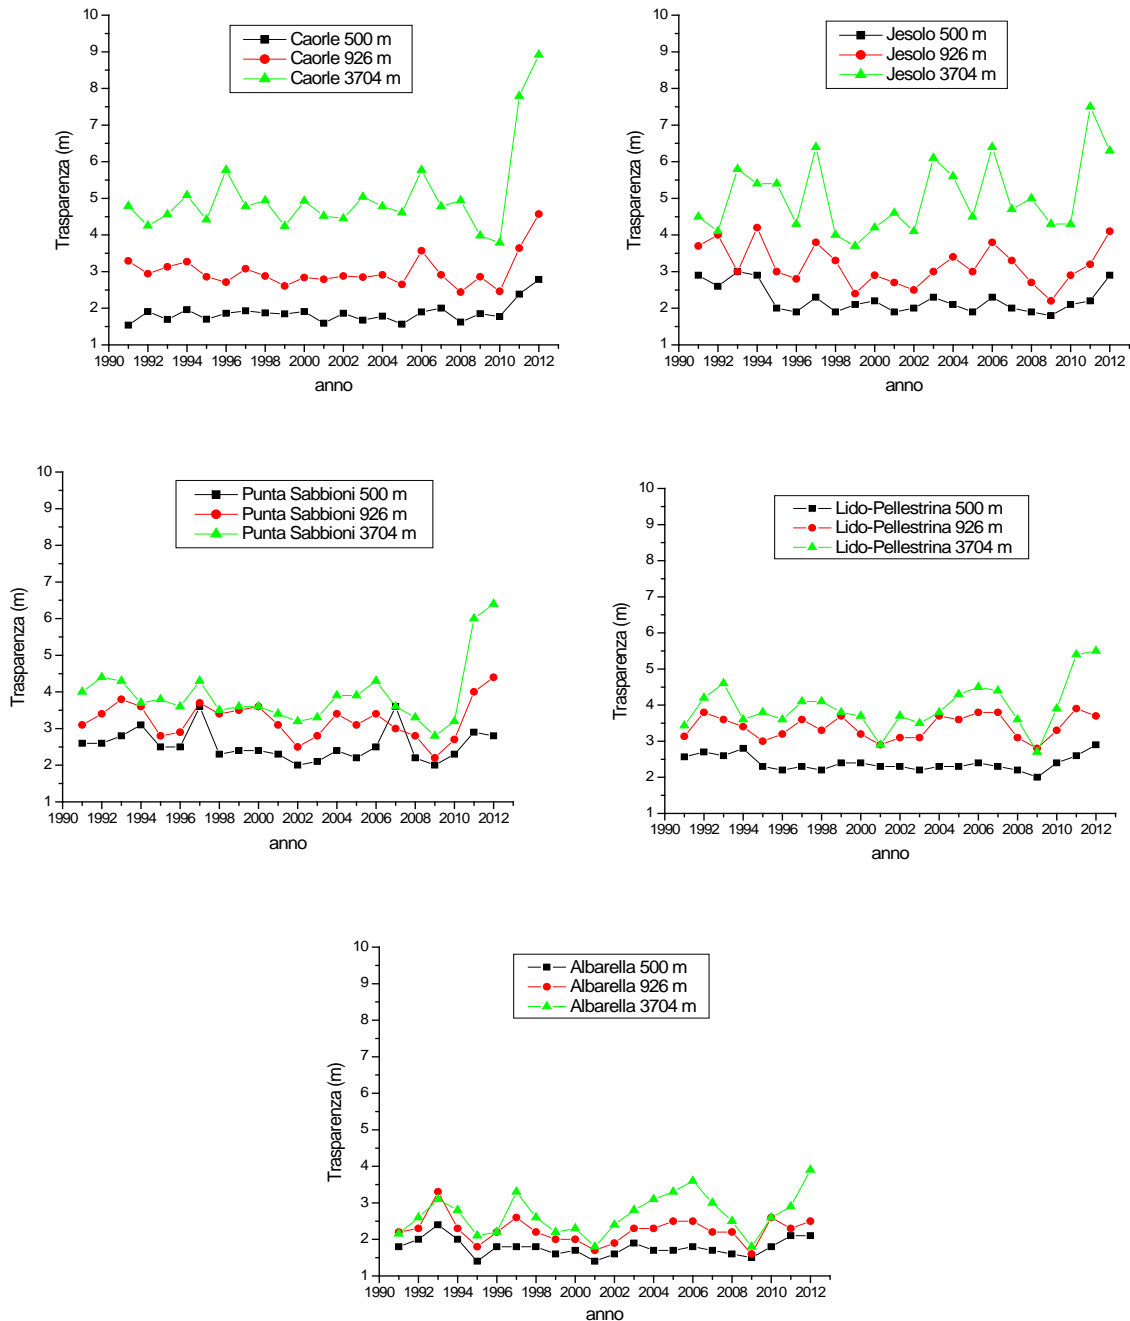 Caorle 500 m
Caorle 926 m
Caorle 3704 m
Trasparenza (m)
10
9
8
7
6
5
4
3
2
1
1990 1992 1994 1996 1998 2000 2002 2004 2006 2008 2010 2012
anno
Jesolo 500 m
Jesolo 926 m
Jesolo 3704 m
Trasparenza (m)
10
9
8
7
6
5
4
3
2
1
1990 1992 1994 1996 1998 2000 2002 2004 2006 2008 2010 2012
anno
Punta Sabbioni 500 m
Punta Sabbioni 926 m
Punta Sabbioni 3704 m
Trasparenza (m)
10
9
8
7
6
5
4
3
2
1
1990 1992 1994 1996 1998 2000 2002 2004 2006 2008 2010 2012
anno
Lido-Pellestrina 500 m
Lido-Pellestrina 926 m
Lido-Pellestrina 3704 m
Trasparenza (m)
10
9
8
7
6
5
4
3
2
1
1990 1992 1994 1996 1998 2000 2002 2004 2006 2008 2010 2012
anno
Albarella 500 m
Albarella 926 m
Albarella 3704 m
Trasparenza (m)
10
9
8
7
6
5
4
3
2
1
1990 1992 1994 1996 1998 2000 2002 2004 2006 2008 2010 2012
anno